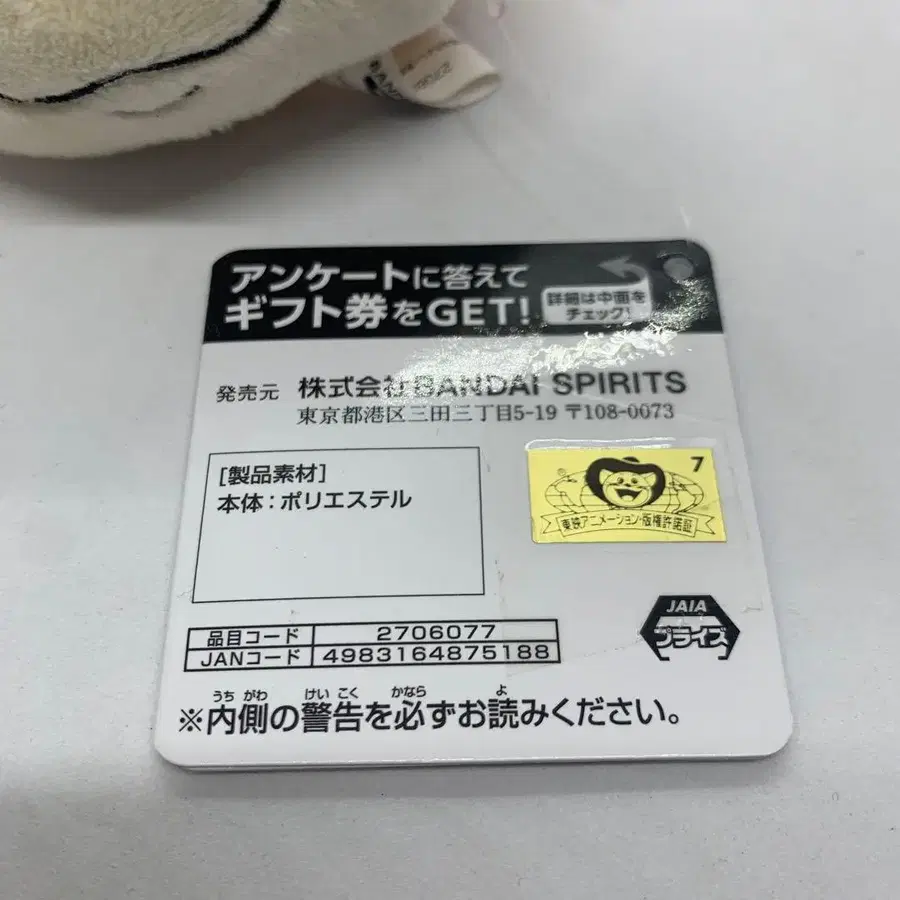 アンケートに答えて
ギフト券をGET!
詳細は中面を
チェック!
発売元 株式会社BANDAI SPIRITS
東京都港区三田三丁目5-19 〒108-0073
[製品素材]
本体：ポリエステル
7
東映アニメーション・版権許諾証
品目コード 2706077
JANコード 4983164875188
JAIA
プライズ
うち がわ けい こく かなら よ
※内側の警告を必ずお読みください。